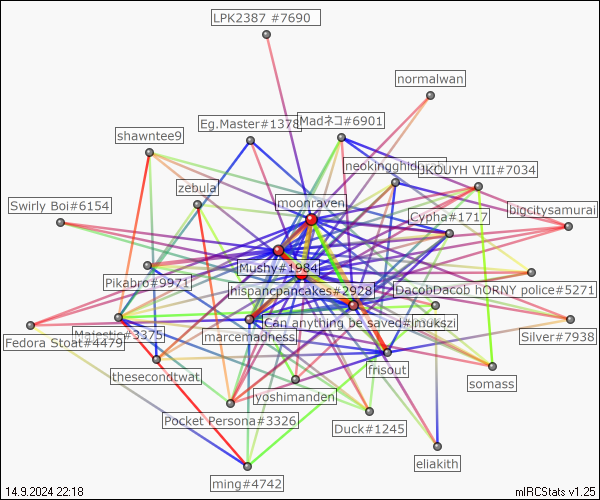 LPK2387 #7690
normalwan
Eg.Master#1378
Madネコ#6901
shawntee9
JKOUYH VIII#7034
zebula
moonraven
Swirly Boi#6154
Cypha#1717
bigcitysamurai
Mushy#1984
Pikabro#9971
hispancpancakes#2928
DacobDacob hORNY police#5271
Can anything be saved#
jmukszi
Majestic#3375
Fedora Stoat#4479
marcemadness
Silver#7938
frisout
thesecondtwat
somass
yoshimanden
Pocket Persona#3326
Duck#1245
eliakith
ming#4742
14.9.2024 22:18
mIRCStats v1.25